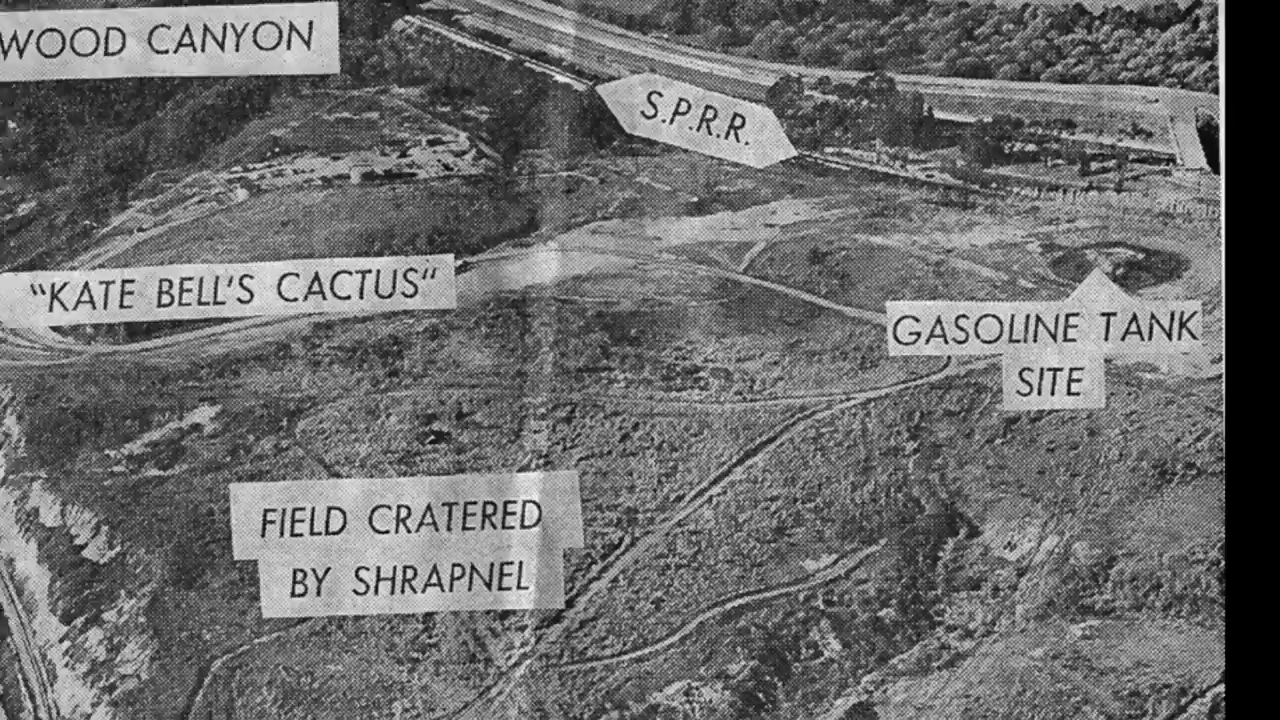 WOOD CANYON
S.P.R.R.
"KATE BELL'S CACTUS"
GASOLINE TANK
SITE
FIELD CRATERED
BY SHRAPNEL